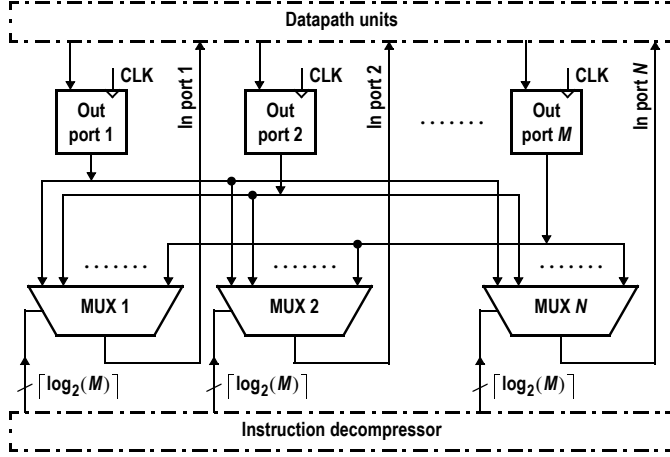 Datapath units
CLK
In port 1
CLK
In port 2
CLK
In port N
Out
port 1
Out
port 2
.......
Out
port M
.......
.......
.......
MUX 1
MUX 2
MUX N
⌈log₂(M)⌉
⌈log₂(M)⌉
⌈log₂(M)⌉
Instruction decompressor